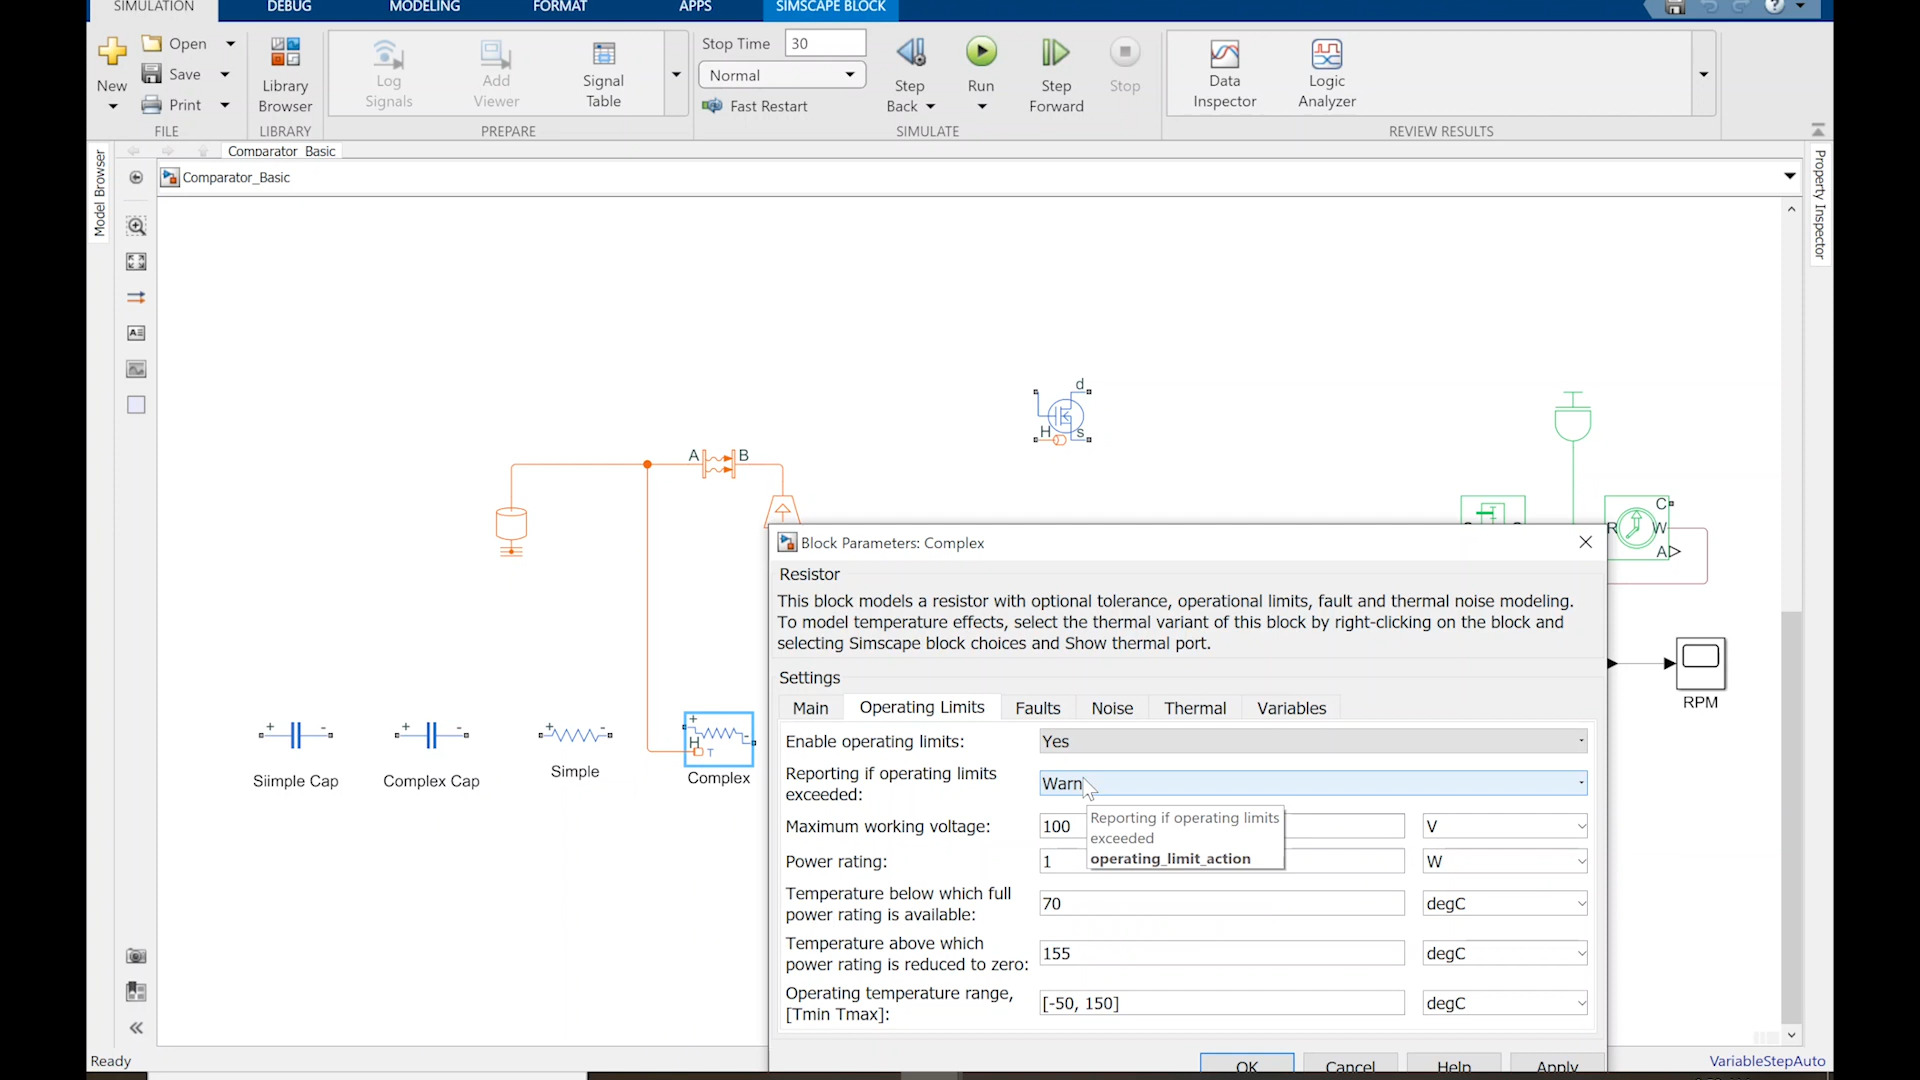 SIMULATION
DEBUG
MODELING
FORMAT
APPS
SIMSCAPE BLOCK
New
Open
Save
Print
FILE
Library
Browser
LIBRARY
Log
Signals
Add
Viewer
Signal
Table
PREPARE
Stop Time 30
Normal
Fast Restart
Step
Back
Run
Step
Forward
Stop
SIMULATE
Data
Inspector
Logic
Analyzer
REVIEW RESULTS
Model Browser
Comparator_Basic
Comparator_Basic
Property Inspector
d
H
s
A
B
C
R
W
A
RPM
+ -
Siimple Cap
+ -
Complex Cap
+ -
Simple
+ -
H
T
Complex
Block Parameters: Complex
Resistor
This block models a resistor with optional tolerance, operational limits, fault and thermal noise modeling.
To model temperature effects, select the thermal variant of this block by right-clicking on the block and
selecting Simscape block choices and Show thermal port.
Settings
Main
Operating Limits
Faults
Noise
Thermal
Variables
Enable operating limits: Yes
Reporting if operating limits
exceeded: Warn
Reporting if operating limits
exceeded
operating_limit_action
Maximum working voltage: 100 V
Power rating: 1 W
Temperature below which full
power rating is available: 70 degC
Temperature above which
power rating is reduced to zero: 155 degC
Operating temperature range,
[Tmin Tmax]: [-50, 150] degC
OK
Cancel
Help
Apply
Ready
VariableStepAuto